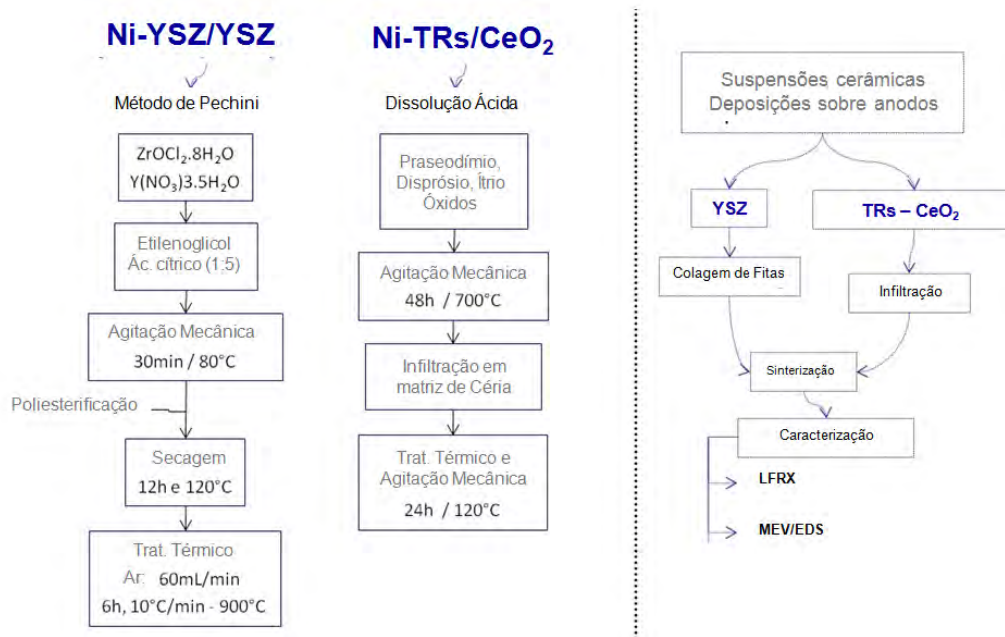 Ni-YSZ/YSZ
Método de Pechini
ZrOCl₂.8H₂O
Y(NO₃)3.5H₂O
Etilenoglicol
Ác. cítrico (1:5)
Agitação Mecânica
30min / 80°C
Poliesterificação
Secagem
12h e 120°C
Trat. Térmico
Ar: 60mL/min
6h, 10°C/min - 900°C
Ni-TRs/CeO₂
Dissolução Ácida
Praseodímio,
Disprósio, Ítrio
Óxidos
Agitação Mecânica
48h / 700°C
Infiltração em
matriz de Céria
Trat. Térmico e
Agitação Mecânica
24h / 120°C
Suspensões cerâmicas
Deposições sobre anodos
YSZ
TRs – CeO₂
Colagem de Fitas
Infiltração
Sinterização
Caracterização
LFRX
MEV/EDS